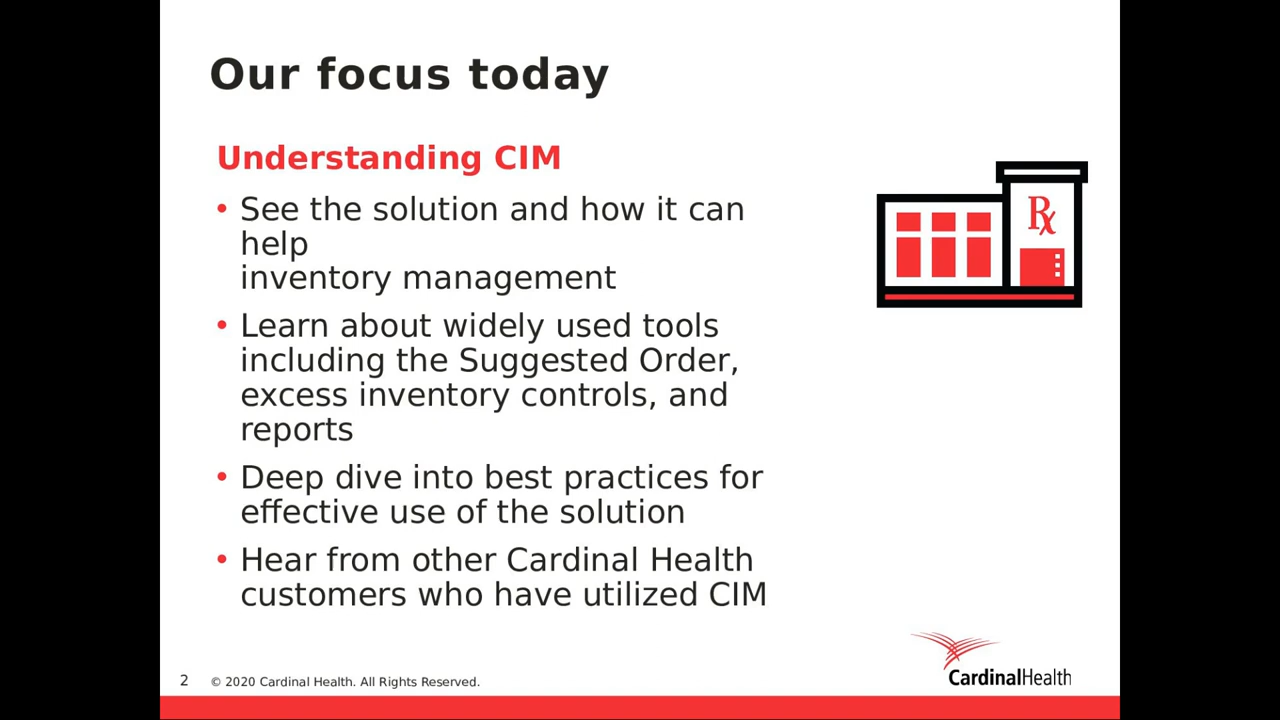 Our focus today
Understanding CIM
• See the solution and how it can
help
inventory management
• Learn about widely used tools
including the Suggested Order,
excess inventory controls, and
reports
• Deep dive into best practices for
effective use of the solution
• Hear from other Cardinal Health
customers who have utilized CIM
Rx
CardinalHealth
2 © 2020 Cardinal Health. All Rights Reserved.